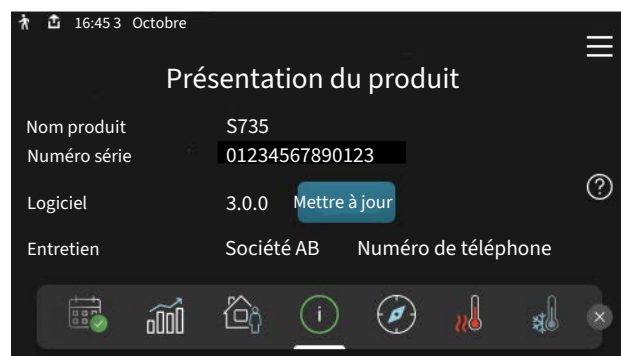 16:45 3 Octobre
Présentation du produit
Nom produit S735
Numéro série 01234567890123
Logiciel 3.0.0 Mettre à jour
Entretien Société AB Numéro de téléphone